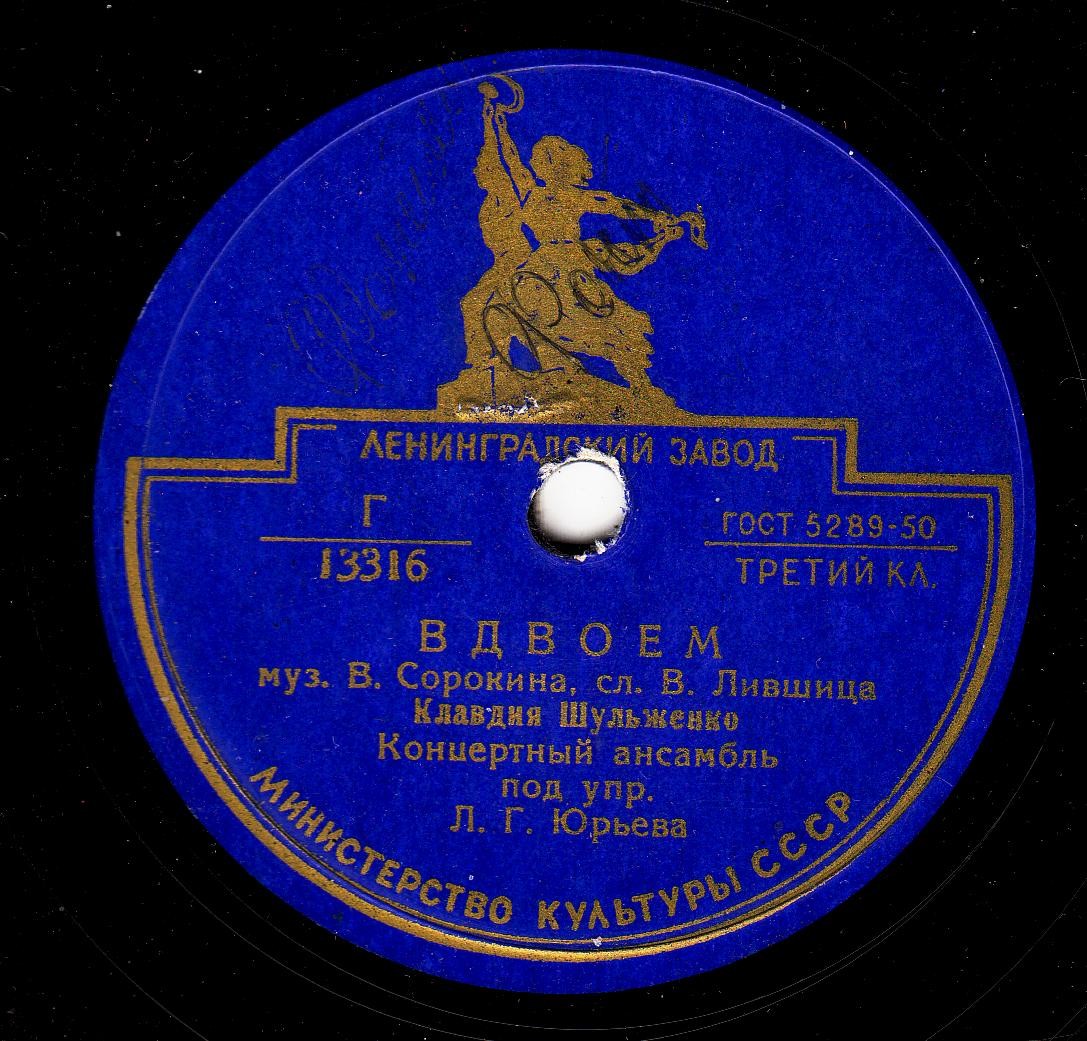 ЛЕНИНГРАДСКИЙ ЗАВОД
Г
13316
ГОСТ 5289-50
ТРЕТИЙ КЛ.
ВДВОЕМ
муз. В. Сорокина, сл. В. Лившица
Клавдия Шульженко
Концертный ансамбль
под упр.
Л. Г. Юрьева
МИНИСТЕРСТВО КУЛЬТУРЫ СССР